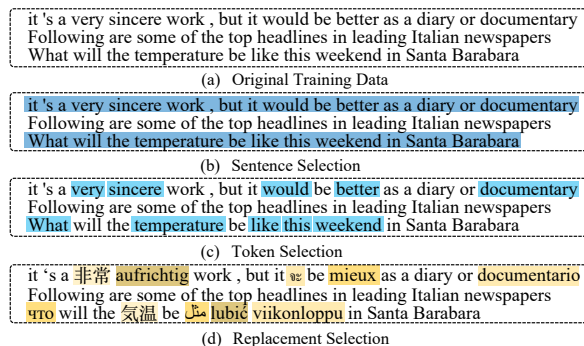 it 's a very sincere work , but it would be better as a diary or documentary
Following are some of the top headlines in leading Italian newspapers
What will the temperature be like this weekend in Santa Barabara
(a) Original Training Data
it 's a very sincere work , but it would be better as a diary or documentary
Following are some of the top headlines in leading Italian newspapers
What will the temperature be like this weekend in Santa Barabara
(b) Sentence Selection
it 's a very sincere work , but it would be better as a diary or documentary
Following are some of the top headlines in leading Italian newspapers
What will the temperature be like this weekend in Santa Barabara
(c) Token Selection
it ‘s a 非常 aufrichtig work , but it be mieux as a diary or documentario
Following are some of the top headlines in leading Italian newspapers
что will the 気温 be مثل lubić viikonloppu in Santa Barabara
(d) Replacement Selection